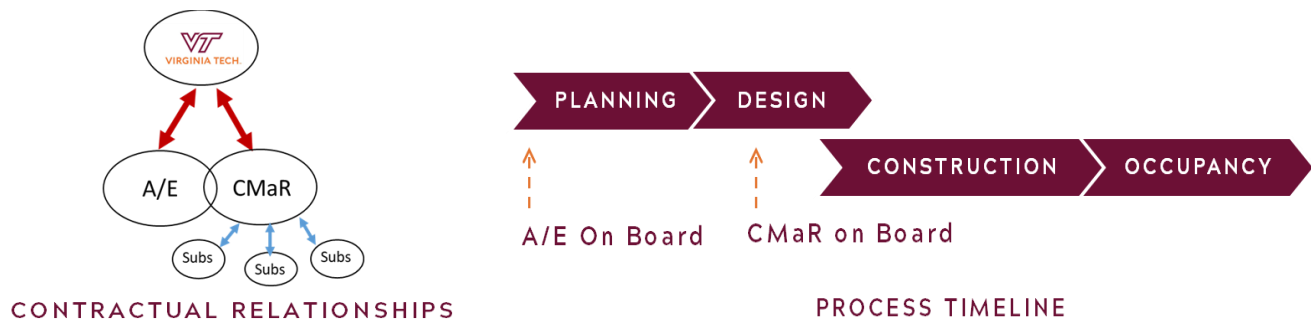 VT
VIRGINIA TECH.
A/E
CMaR
Subs
Subs
Subs
CONTRACTUAL RELATIONSHIPS
PLANNING
DESIGN
CONSTRUCTION
OCCUPANCY
A/E On Board
CMaR on Board
PROCESS TIMELINE